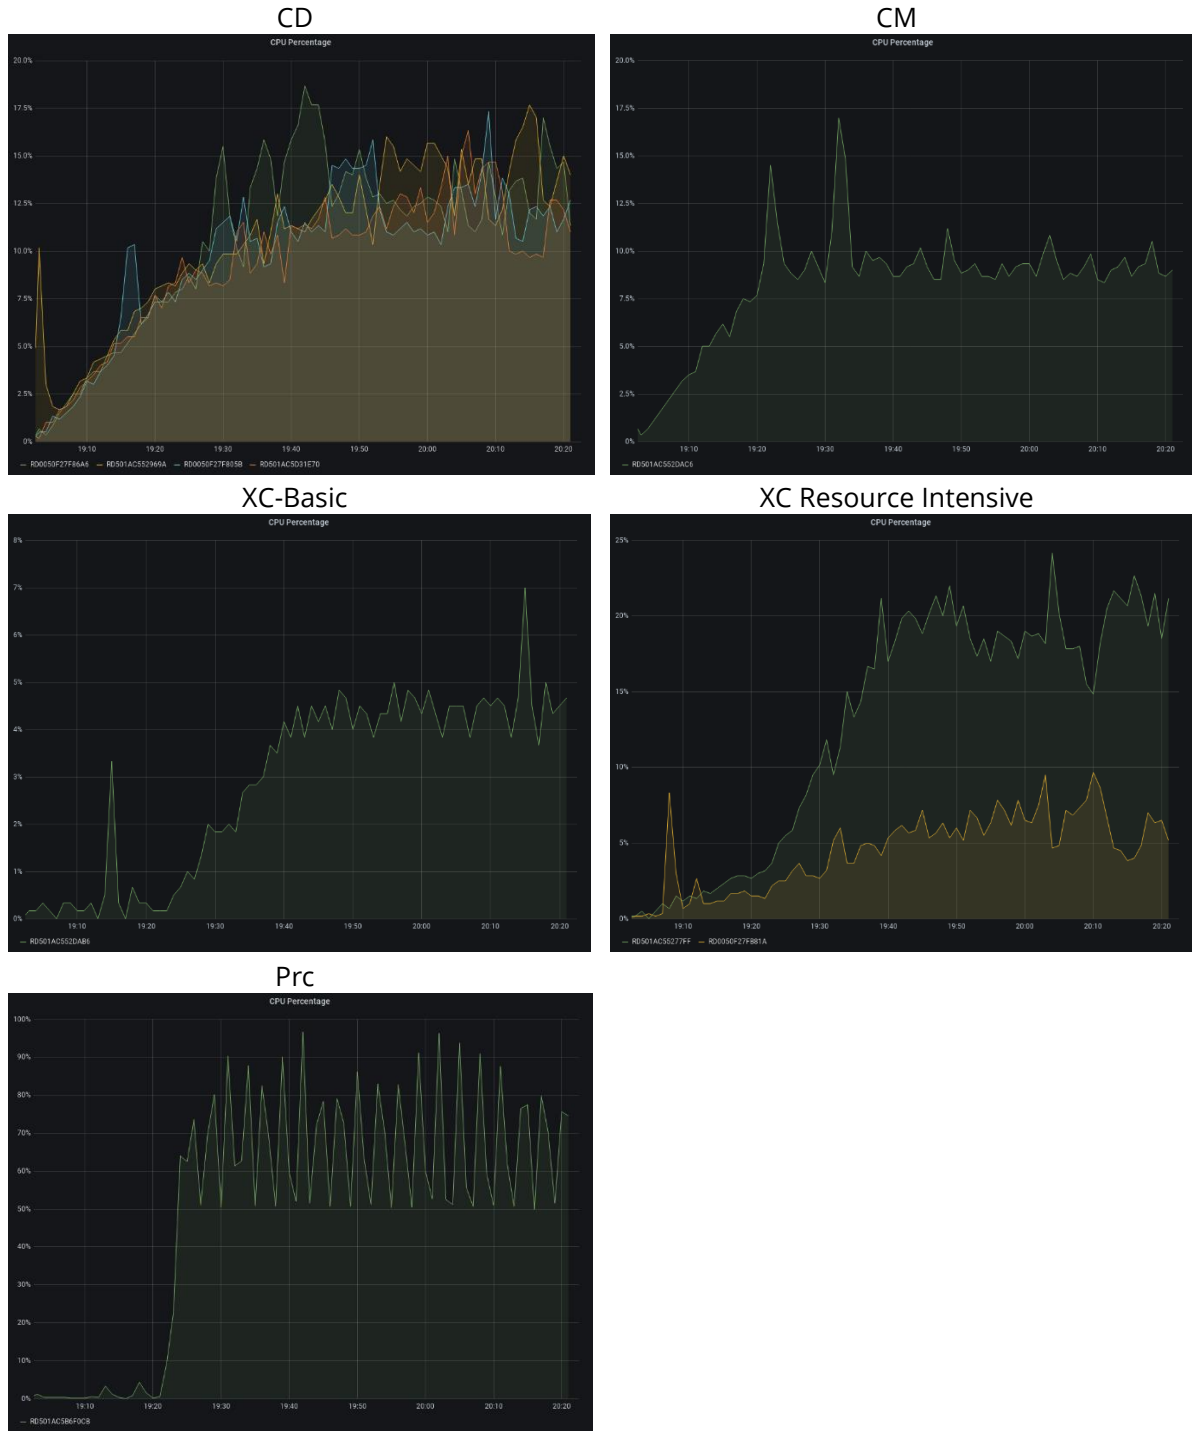 CD
CPU Percentage
20.0%
17.5%
15.0%
12.5%
10.0%
7.5%
5.0%
2.5%
0%
19:10 19:20 19:30 19:40 19:50 20:00 20:10 20:20
RD0050F27F86A6 RD501AC552969A RD0050F27F805B RD501AC5D31E70
CM
CPU Percentage
20.0%
17.5%
15.0%
12.5%
10.0%
7.5%
5.0%
2.5%
0%
19:10 19:20 19:30 19:40 19:50 20:00 20:10 20:20
RD501AC552DAC6
XC-Basic
CPU Percentage
8%
7%
6%
5%
4%
3%
2%
1%
0%
19:10 19:20 19:30 19:40 19:50 20:00 20:10 20:20
RD501AC552DAB6
XC Resource Intensive
CPU Percentage
25%
20%
15%
10%
5%
0%
19:10 19:20 19:30 19:40 19:50 20:00 20:10 20:20
RD501AC55277FF RD0050F27FB81A
Prc
CPU Percentage
100%
90%
80%
70%
60%
50%
40%
30%
20%
10%
0%
19:10 19:20 19:30 19:40 19:50 20:00 20:10 20:20
RD501AC5B6F0CB